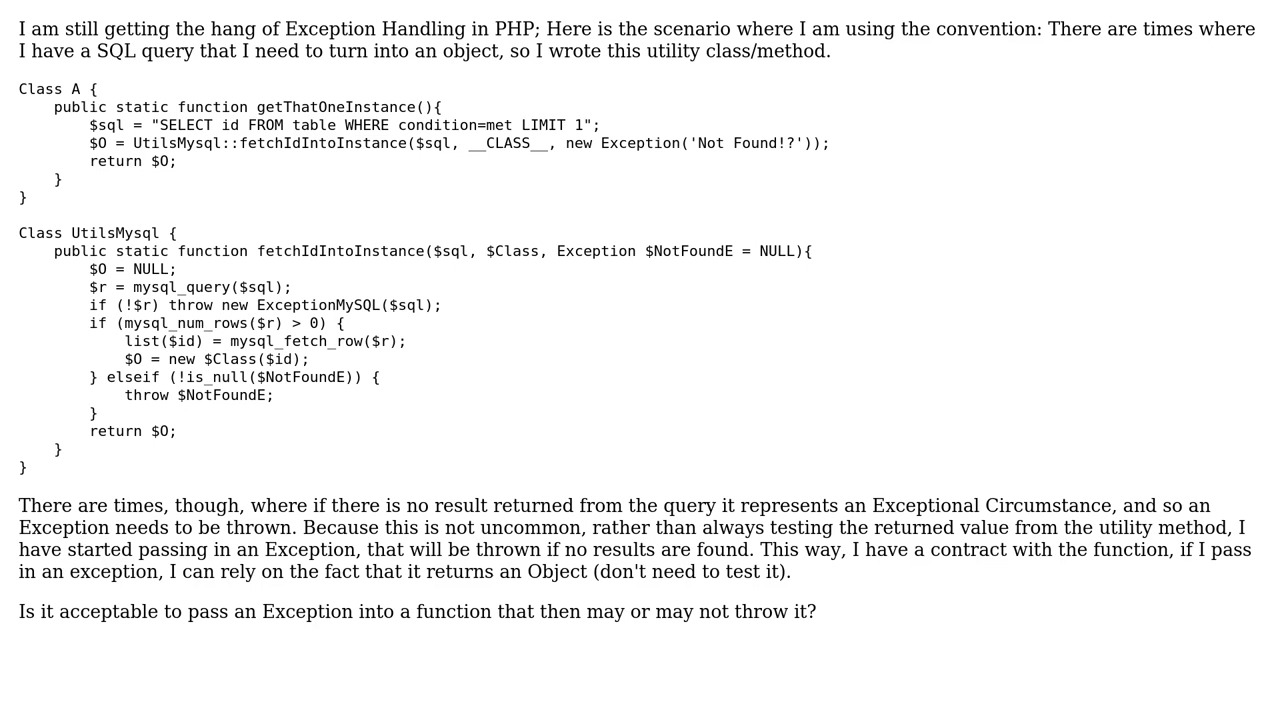 I am still getting the hang of Exception Handling in PHP; Here is the scenario where I am using the convention: There are times where
I have a SQL query that I need to turn into an object, so I wrote this utility class/method.
Class A {
    public static function getThatOneInstance(){
        $sql = "SELECT id FROM table WHERE condition=met LIMIT 1";
        $O = UtilsMysql::fetchIdIntoInstance($sql, __CLASS__, new Exception('Not Found!?'));
        return $O;
    }
}
Class UtilsMysql {
    public static function fetchIdIntoInstance($sql, $Class, Exception $NotFoundE = NULL){
        $O = NULL;
        $r = mysql_query($sql);
        if (!$r) throw new ExceptionMySQL($sql);
        if (mysql_num_rows($r) > 0) {
            list($id) = mysql_fetch_row($r);
            $O = new $Class($id);
        } elseif (!is_null($NotFoundE)) {
            throw $NotFoundE;
        }
        return $O;
    }
}
There are times, though, where if there is no result returned from the query it represents an Exceptional Circumstance, and so an
Exception needs to be thrown. Because this is not uncommon, rather than always testing the returned value from the utility method, I
have started passing in an Exception, that will be thrown if no results are found. This way, I have a contract with the function, if I pass
in an exception, I can rely on the fact that it returns an Object (don't need to test it).
Is it acceptable to pass an Exception into a function that then may or may not throw it?